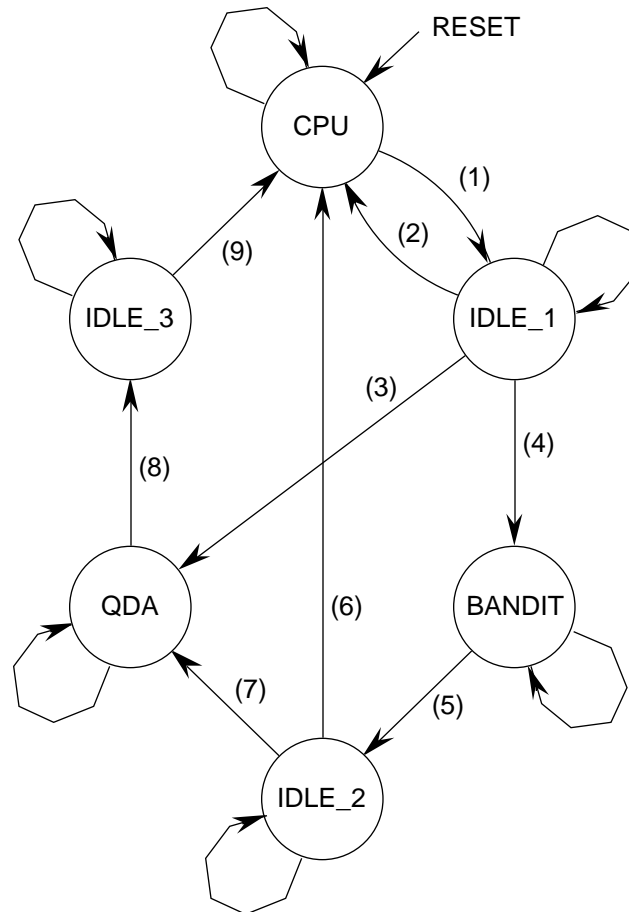 RESET
CPU
(1)
(2)
(9)
IDLE_3
IDLE_1
(3)
(4)
(8)
QDA
(6)
BANDIT
(7)
(5)
IDLE_2